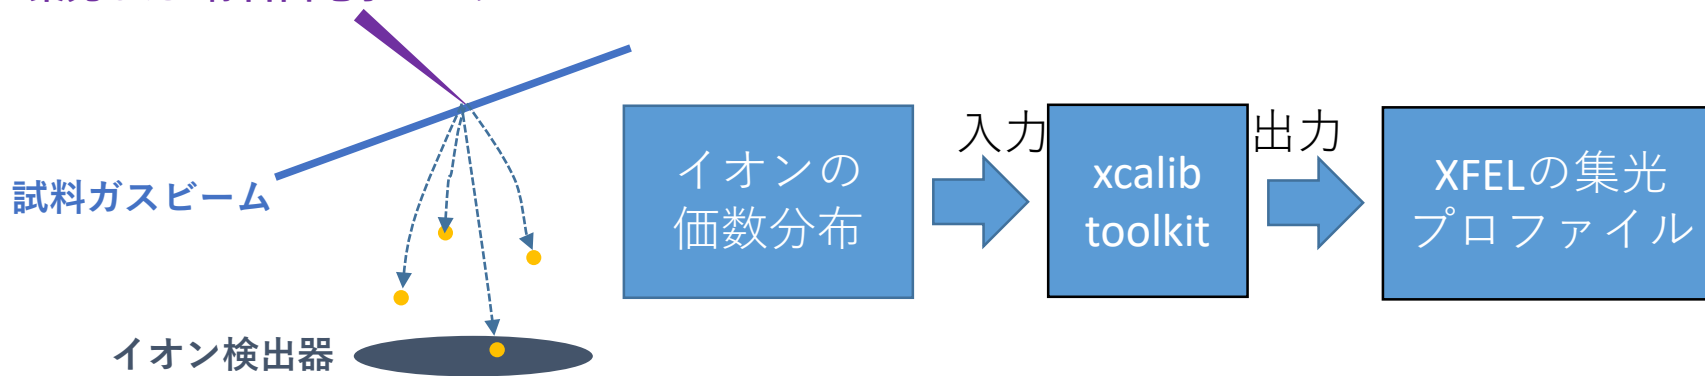 試料ガスビーム
イオン検出器
イオンの
価数分布
入力
xcalib
toolkit
出力
XFELの集光
プロファイル